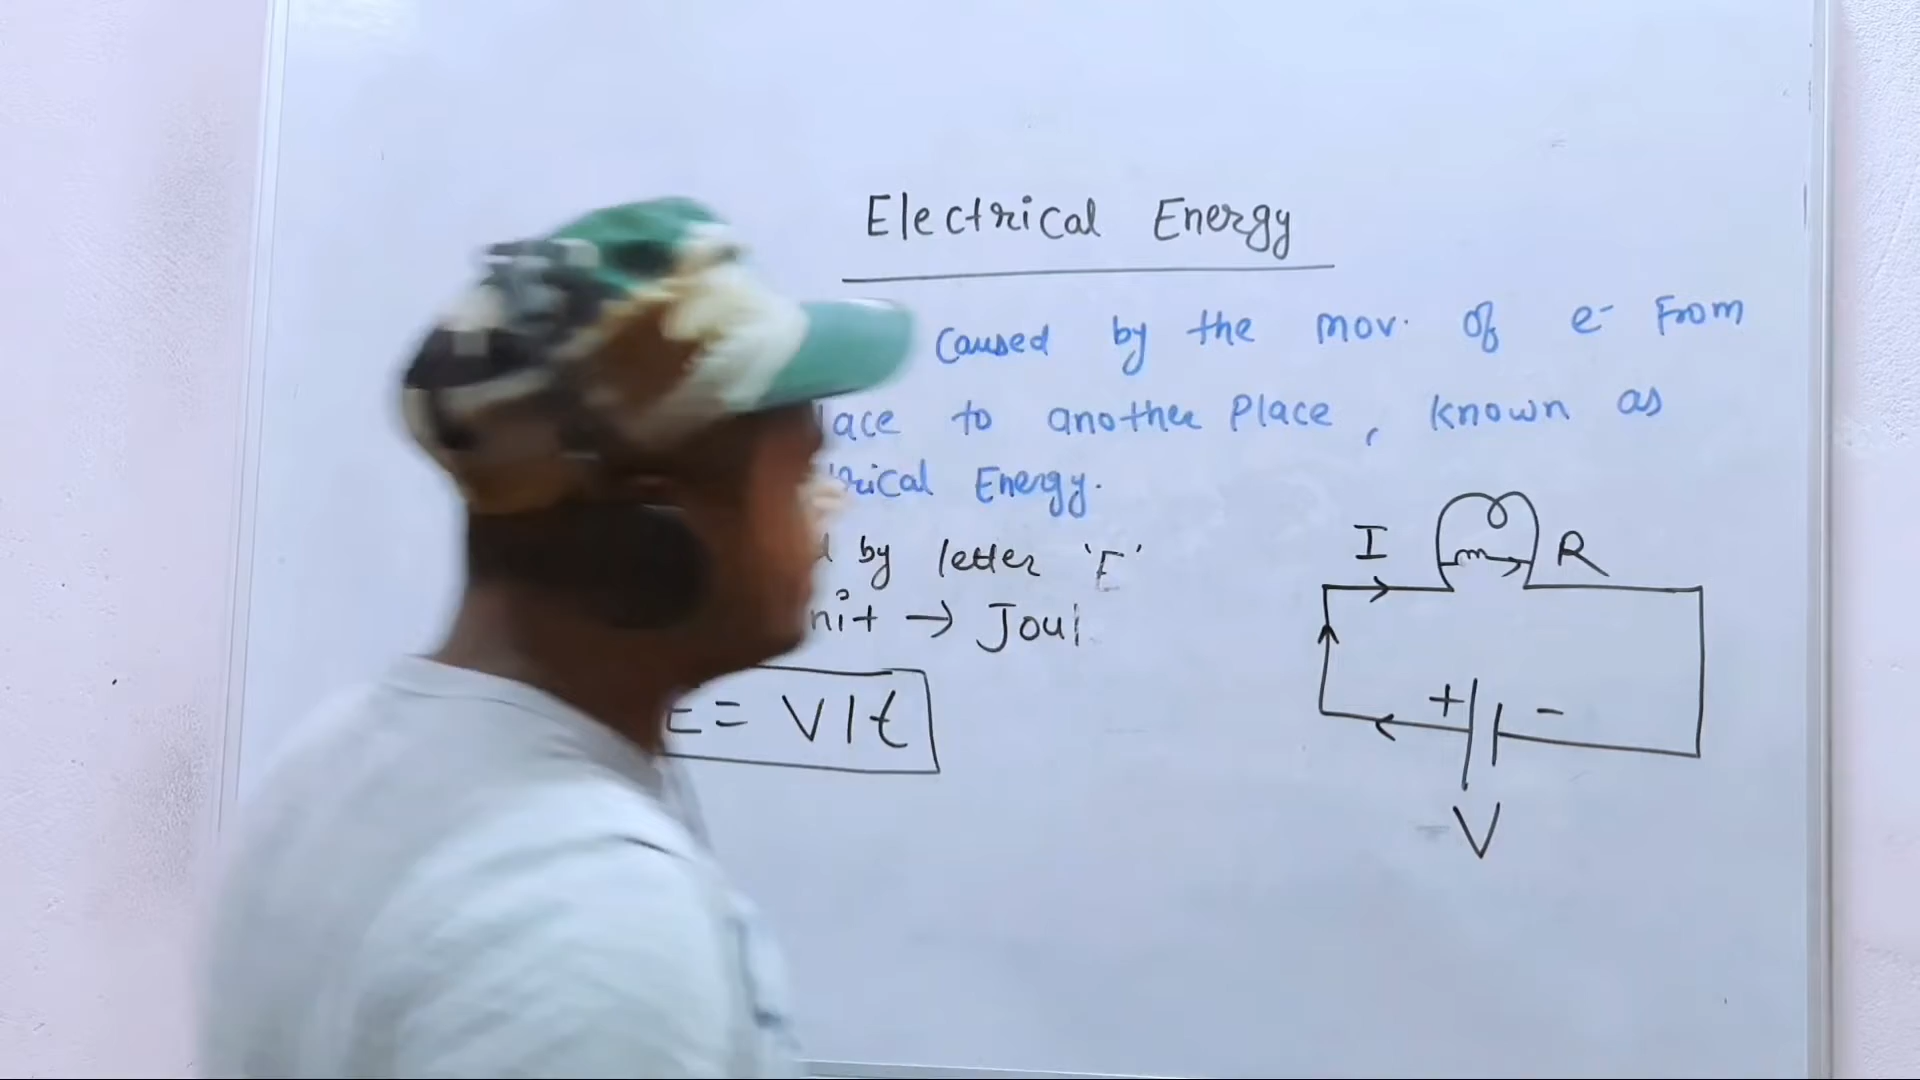 Electrical Energy
caused by the mov. of e- From
lace to another Place, known as
rical Energy.
by letter 'E'
nit → Joul
E = VIt
I
R
+ -
V